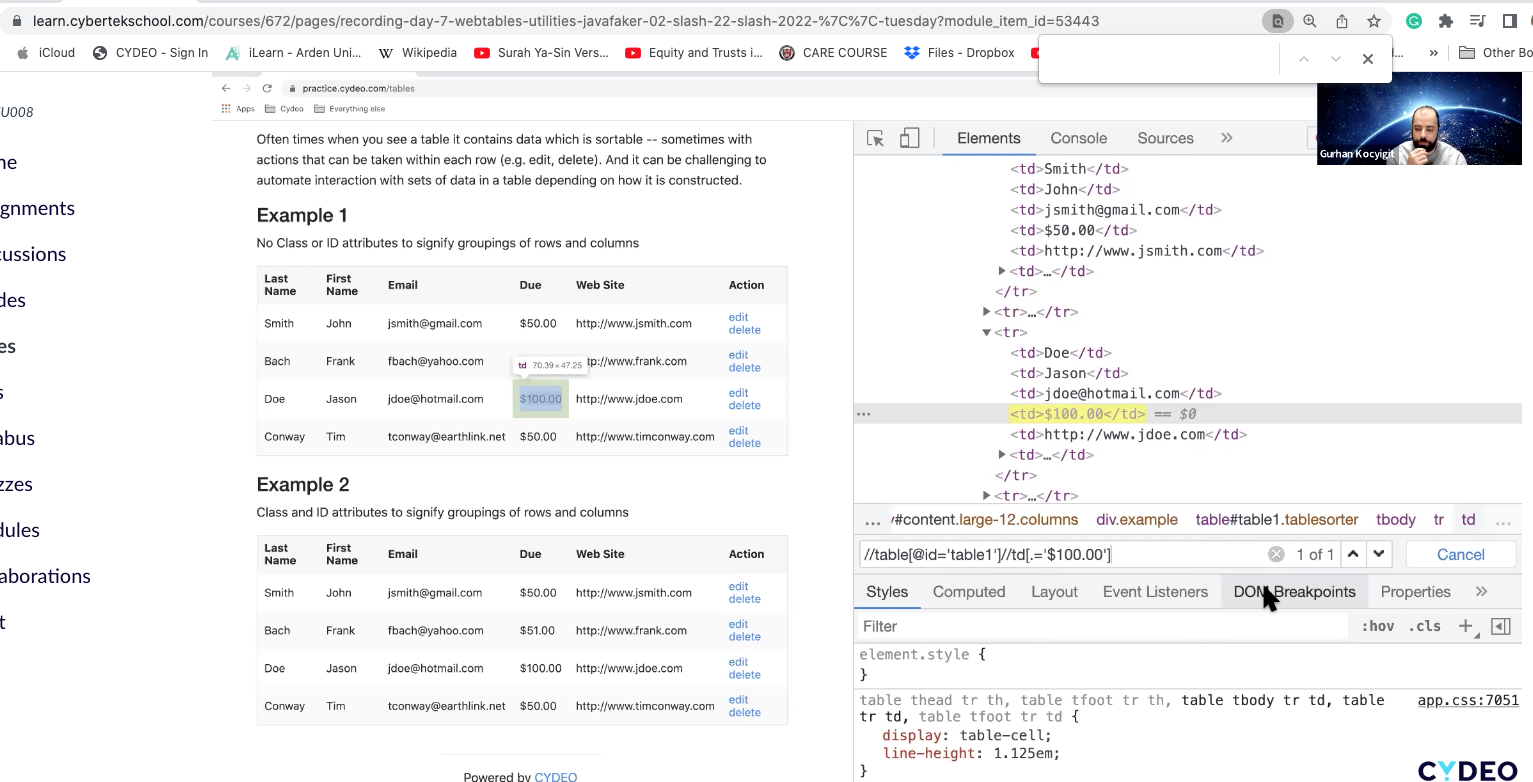 learn.cybertekschool.com/courses/672/pages/recording-day-7-webtables-utilities-javafaker-02-slash-22-slash-2022-%7C%7C-tuesday?module_item_id=53443
iCloud CYDEO - Sign In iLearn - Arden Uni... Wikipedia Surah Ya-Sin Vers... Equity and Trusts i... CARE COURSE Files - Dropbox ... » Other Bo
practice.cydeo.com/tables
Apps Cydeo Everything else
U008
ne
gnments
cussions
des
es
s
abus
zzes
dules
aborations
t
Often times when you see a table it contains data which is sortable -- sometimes with
actions that can be taken within each row (e.g. edit, delete). And it can be challenging to
automate interaction with sets of data in a table depending on how it is constructed.
Example 1
No Class or ID attributes to signify groupings of rows and columns
Last Name First Name Email Due Web Site Action
Smith John jsmith@gmail.com $50.00 http://www.jsmith.com edit delete
Bach Frank fbach@yahoo.com tp://www.frank.com edit delete
td 70.39 × 47.25
Doe Jason jdoe@hotmail.com $100.00 http://www.jdoe.com edit delete
Conway Tim tconway@earthlink.net $50.00 http://www.timconway.com edit delete
Example 2
Class and ID attributes to signify groupings of rows and columns
Last Name First Name Email Due Web Site Action
Smith John jsmith@gmail.com $50.00 http://www.jsmith.com edit delete
Bach Frank fbach@yahoo.com $51.00 http://www.frank.com edit delete
Doe Jason jdoe@hotmail.com $100.00 http://www.jdoe.com edit delete
Conway Tim tconway@earthlink.net $50.00 http://www.timconway.com edit delete
Powered by CYDEO
Elements Console Sources »
Gurhan Kocyigit
<td>Smith</td>
<td>John</td>
<td>jsmith@gmail.com</td>
<td>$50.00</td>
<td>http://www.jsmith.com</td>
<td>…</td>
</tr>
<tr>…</tr>
<tr>
<td>Doe</td>
<td>Jason</td>
<td>jdoe@hotmail.com</td>
<td>$100.00</td> == $0
<td>http://www.jdoe.com</td>
<td>…</td>
</tr>
<tr>…</tr>
... v#content.large-12.columns div.example table#table1.tablesorter tbody tr td ...
//table[@id='table1']//td[.='$100.00'] 1 of 1 Cancel
Styles Computed Layout Event Listeners DOM Breakpoints Properties »
Filter :hov .cls +
element.style {
}
table thead tr th, table tfoot tr th, table tbody tr td, table app.css:7051
tr td, table tfoot tr td {
display: table-cell;
line-height: 1.125em;
}
CYDEO